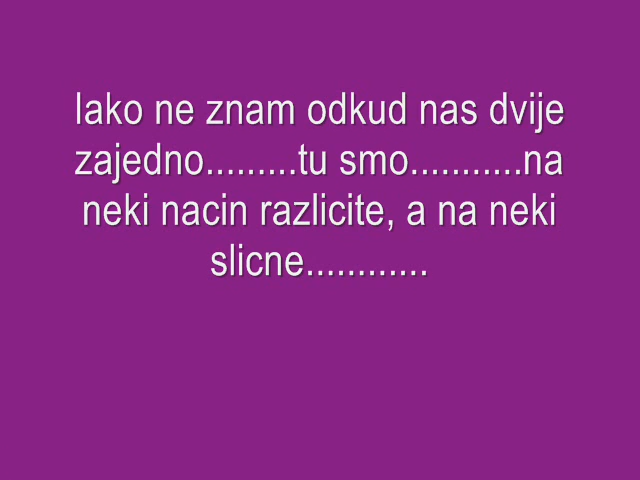 Iako ne znam odkud nas dvije
zajedno.........tu smo...........na
neki nacin razlicite, a na neki
slicne............